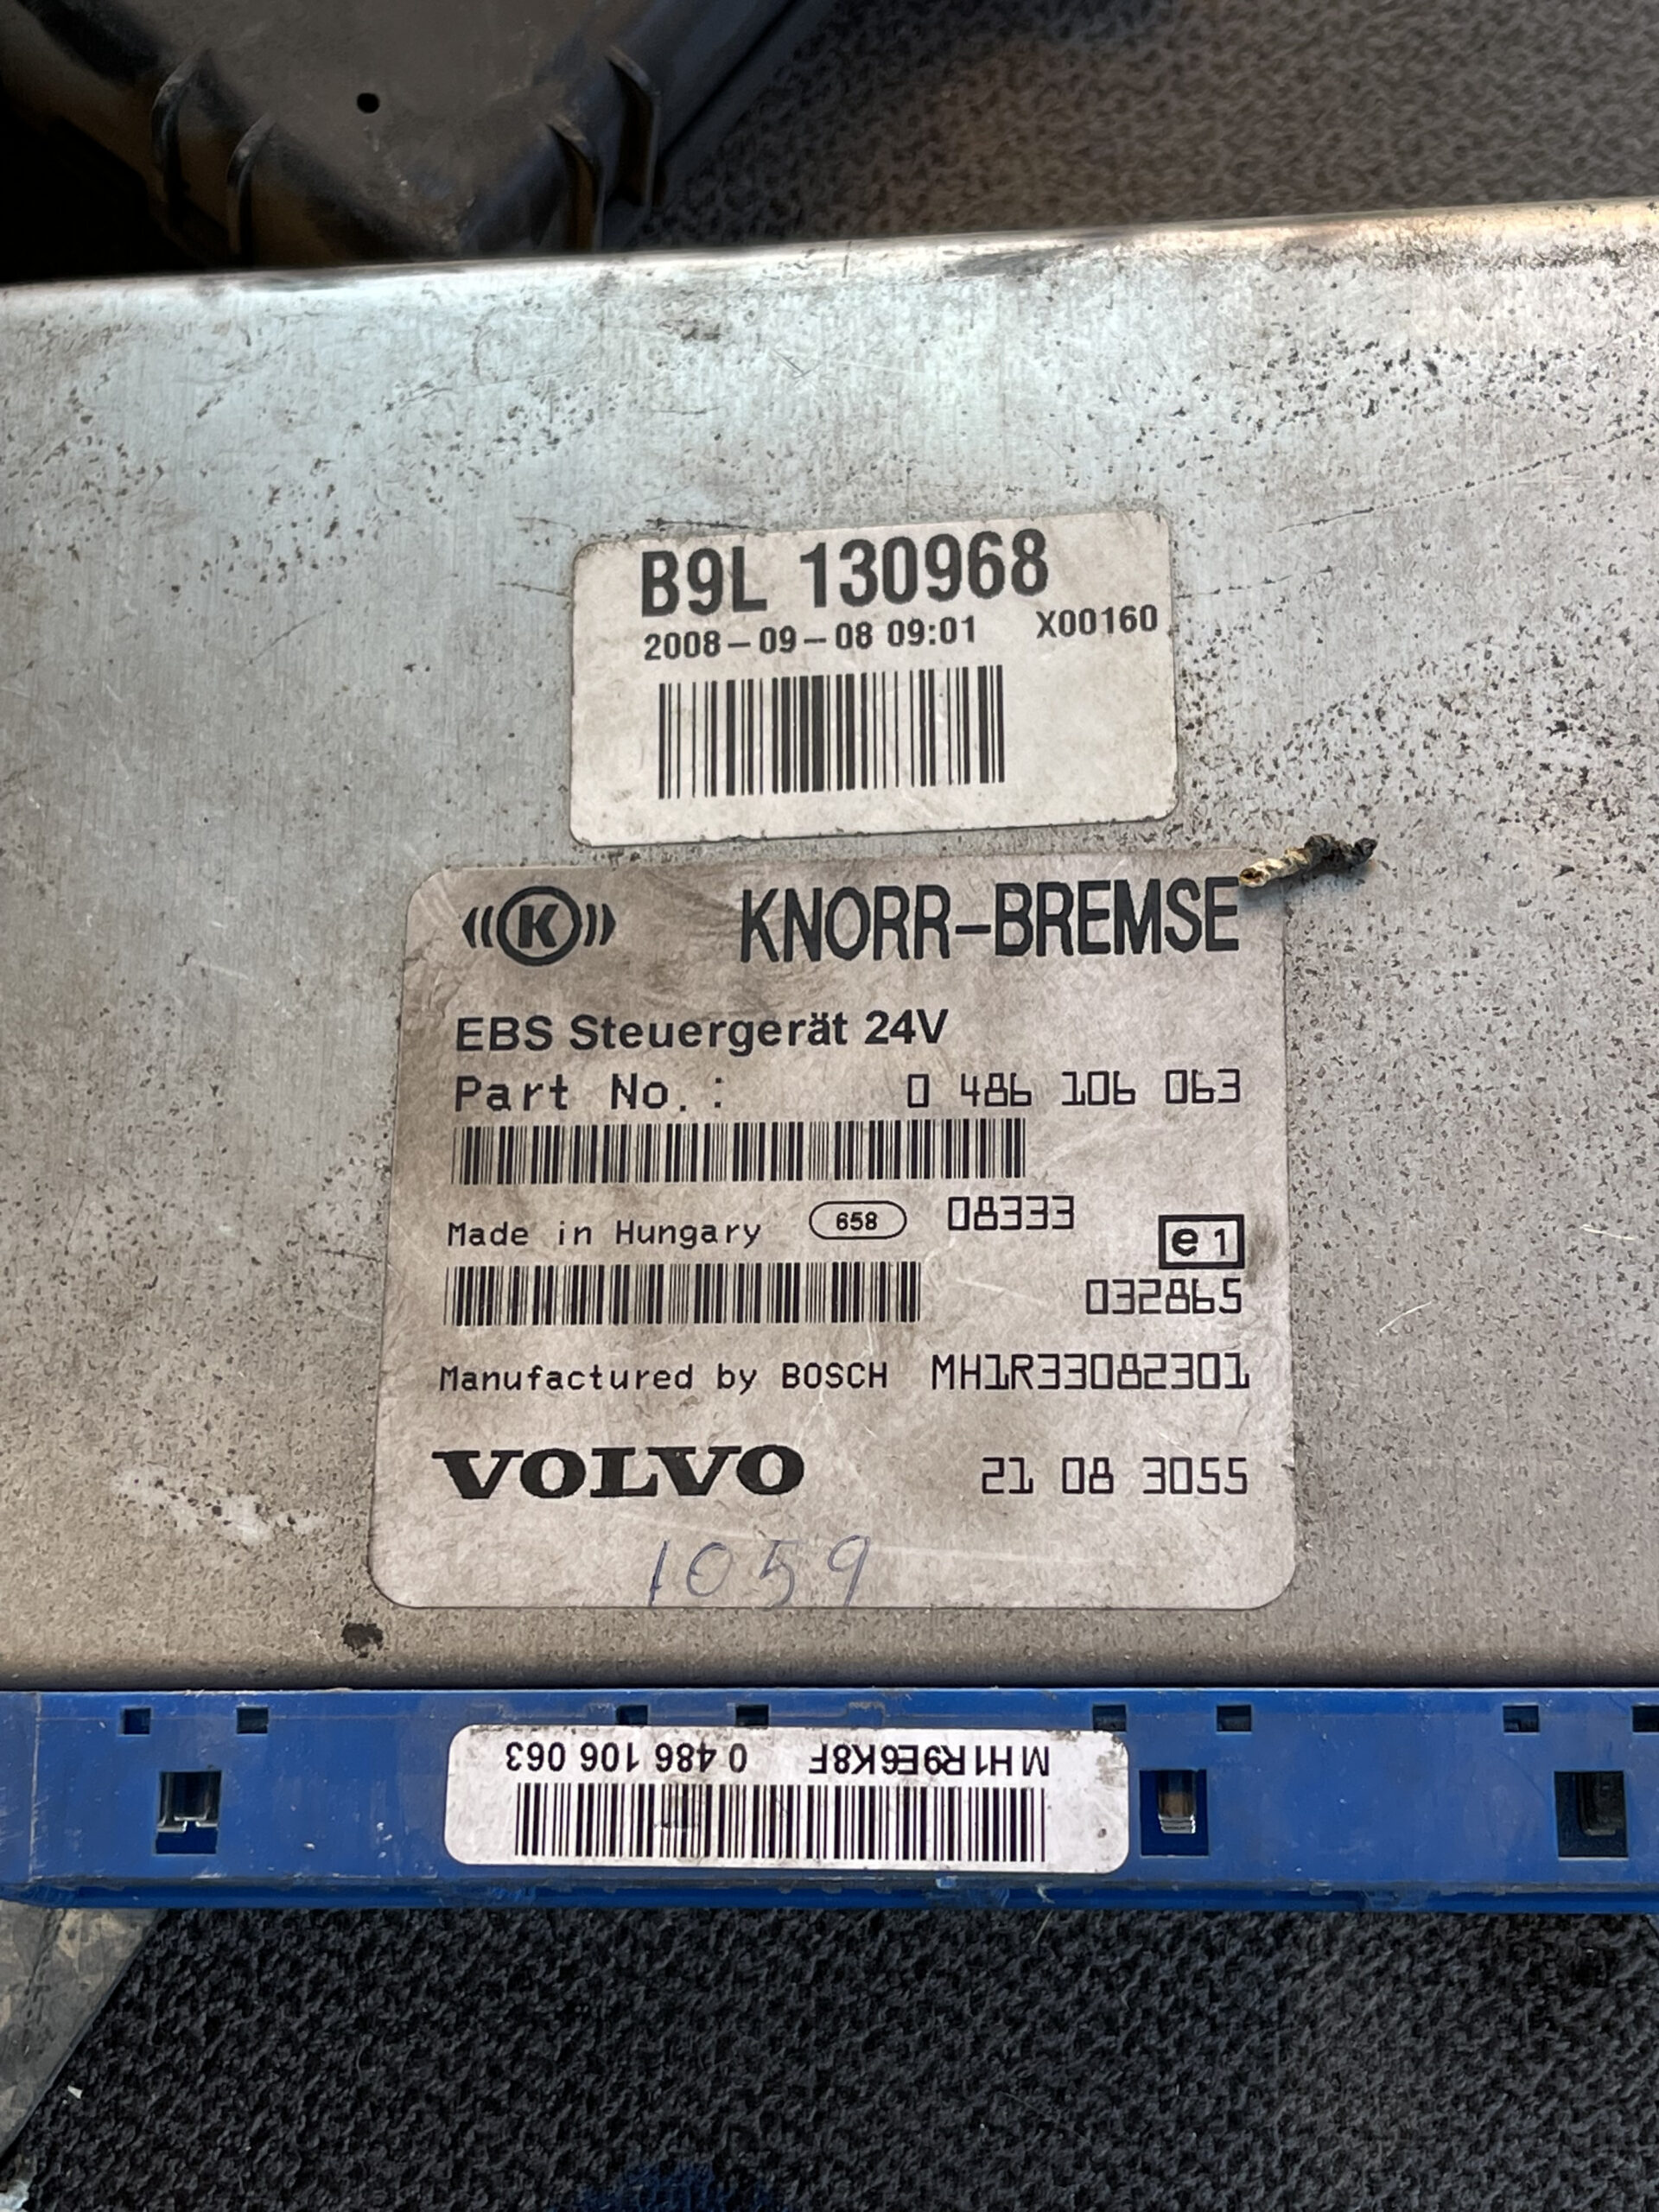 B9L 130968
2008-09-08 09:01 X00160
((K)) KNORR-BREMSE
EBS Steuergerät 24V
Part No.: 0 486 106 063
Made in Hungary 658 08333
e1
032865
Manufactured by BOSCH MH1R33082301
VOLVO 21 08 3055
1059
MH1R9E6K8F 0 486 106 063